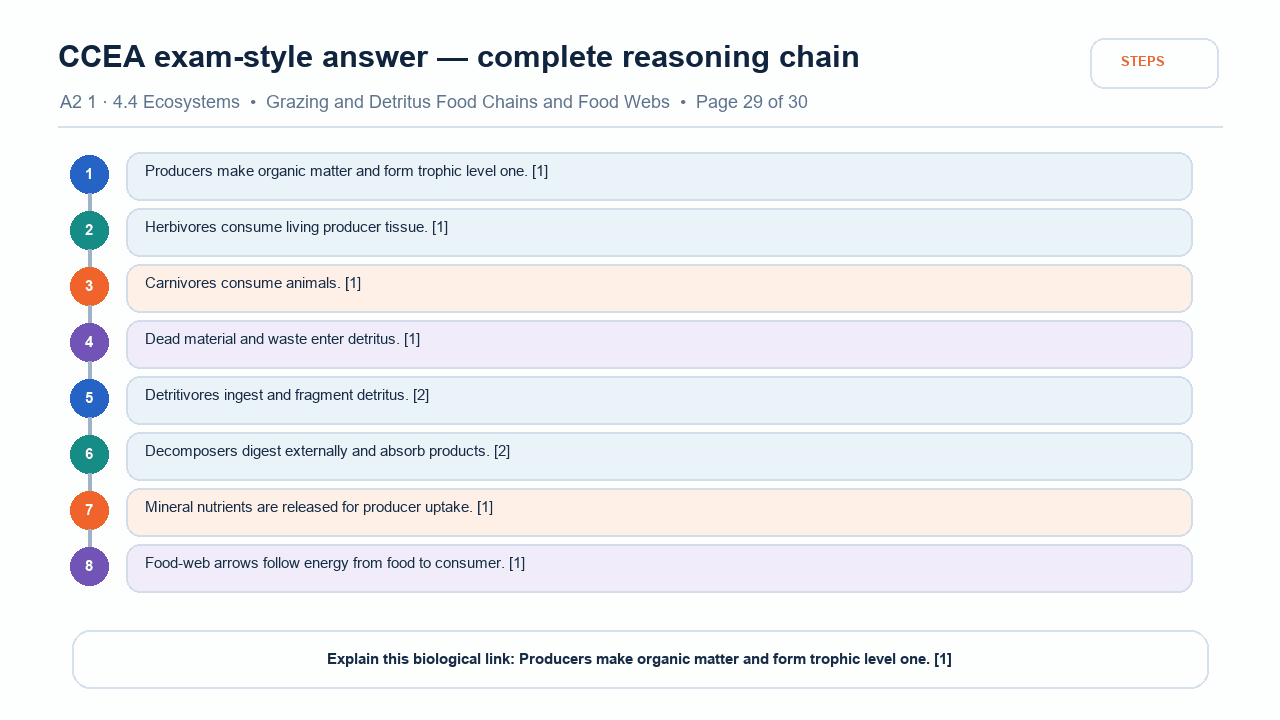 CCEA exam-style answer — complete reasoning chain
STEPS
A2 1 · 4.4 Ecosystems • Grazing and Detritus Food Chains and Food Webs • Page 29 of 30
1 Producers make organic matter and form trophic level one. [1]
2 Herbivores consume living producer tissue. [1]
3 Carnivores consume animals. [1]
4 Dead material and waste enter detritus. [1]
5 Detritivores ingest and fragment detritus. [2]
6 Decomposers digest externally and absorb products. [2]
7 Mineral nutrients are released for producer uptake. [1]
8 Food-web arrows follow energy from food to consumer. [1]
Explain this biological link: Producers make organic matter and form trophic level one. [1]